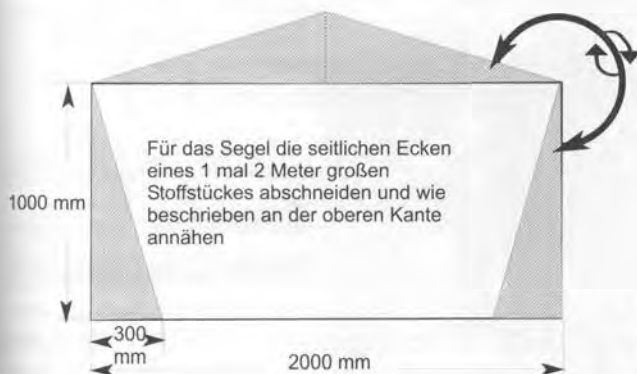 Für das Segel die seitlichen Ecken
eines 1 mal 2 Meter großen
Stoffstückes abschneiden und wie
beschrieben an der oberen Kante
annähen
1000 mm
300
mm
2000 mm